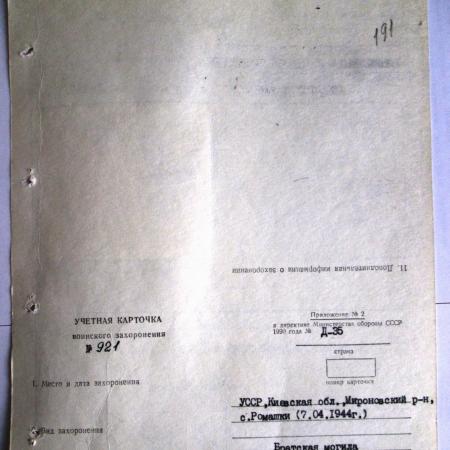 191
11. Дополнительная информация о захоронении
УЧЕТНАЯ КАРТОЧКА
воинского захоронения
№ 921
Приложение № 2
к директиве Министерства обороны СССР
1990 года № Д-35
страна
номер карточки
1. Место и дата захоронения
УССР, Киевская обл., Мироновский р-н,
с. Ромашки (7.04.1944г.)
Вид захоронения
Братская могила